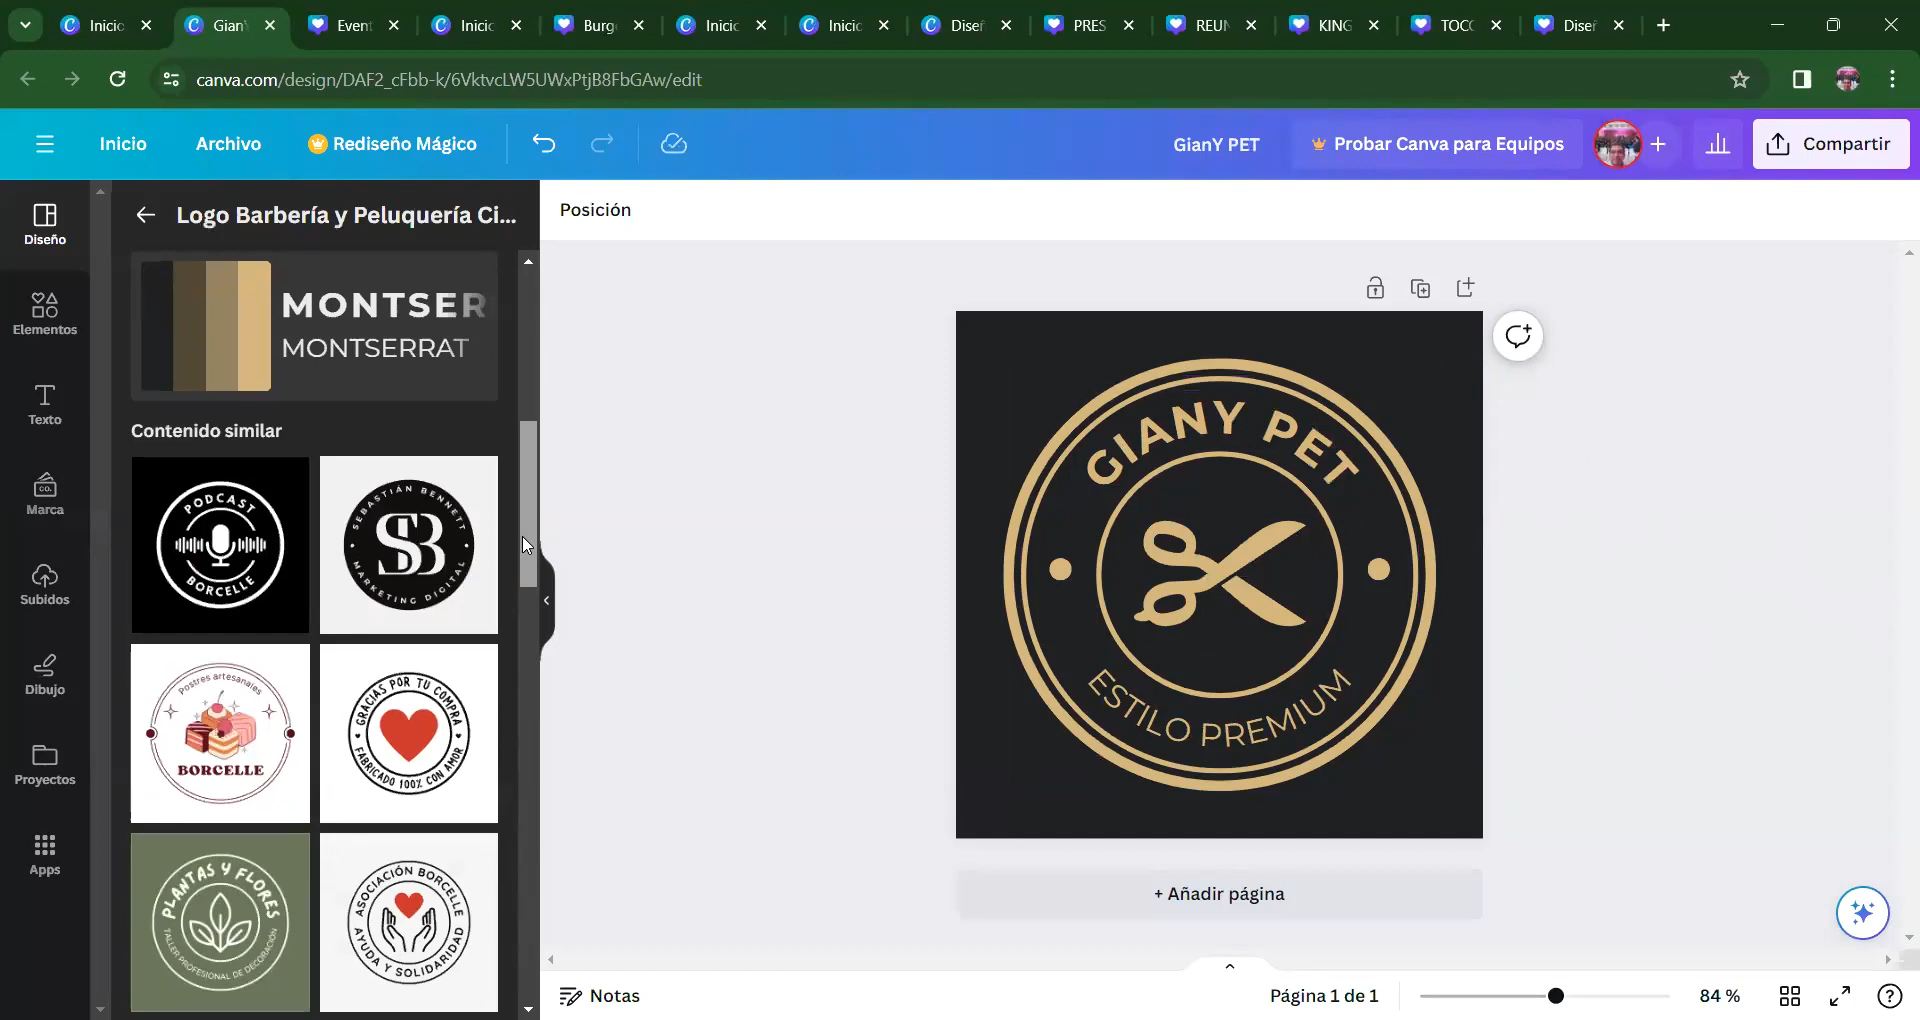 Inicio
Gian
Event
Inicio
Burg
Inicio
Inicio
Diseñ
PRES
REUN
KING
TOCO
Diseñ
canva.com/design/DAF2_cFbb-k/6VktvcLW5UWxPtjB8FbGAw/edit
Inicio
Archivo
Rediseño Mágico
GianY PET
Probar Canva para Equipos
Compartir
Diseño
Elementos
Texto
CO.
Marca
Subidos
Dibujo
Proyectos
Apps
Logo Barbería y Peluquería Ci...
MONTSER
MONTSERRAT
Contenido similar
PODCAST
BORCELLE
SEBASTIÁN BENNETT
SB
MARKETING DIGITAL
Postres artesanales
BORCELLE
GRACIAS POR TU COMPRA
FABRICADO 100% CON AMOR
PLANTAS Y FLORES
TALLER PROFESIONAL DE DECORACIÓN
ASOCIACIÓN BORCELLE
AYUDA Y SOLIDARIDAD
Posición
GIANY PET
ESTILO PREMIUM
+ Añadir página
Notas
Página 1 de 1
84 %